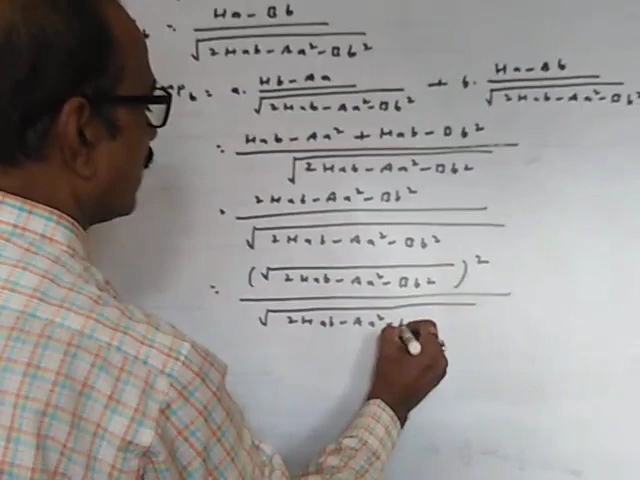 b = Ha - Bb / √2Hab - Aa² - Bb²
ap_b = a. Hb - Aa / √2Hab - Aa² - Bb² + b. Ha - Bb / √2Hab - Aa² - Bb²
= Hab - Aa² + Hab - Bb² / √2Hab - Aa² - Bb²
= 2Hab - Aa² - Bb² / √2Hab - Aa² - Bb²
= (√2Hab - Aa² - Bb²)² / √2Hab - Aa² -